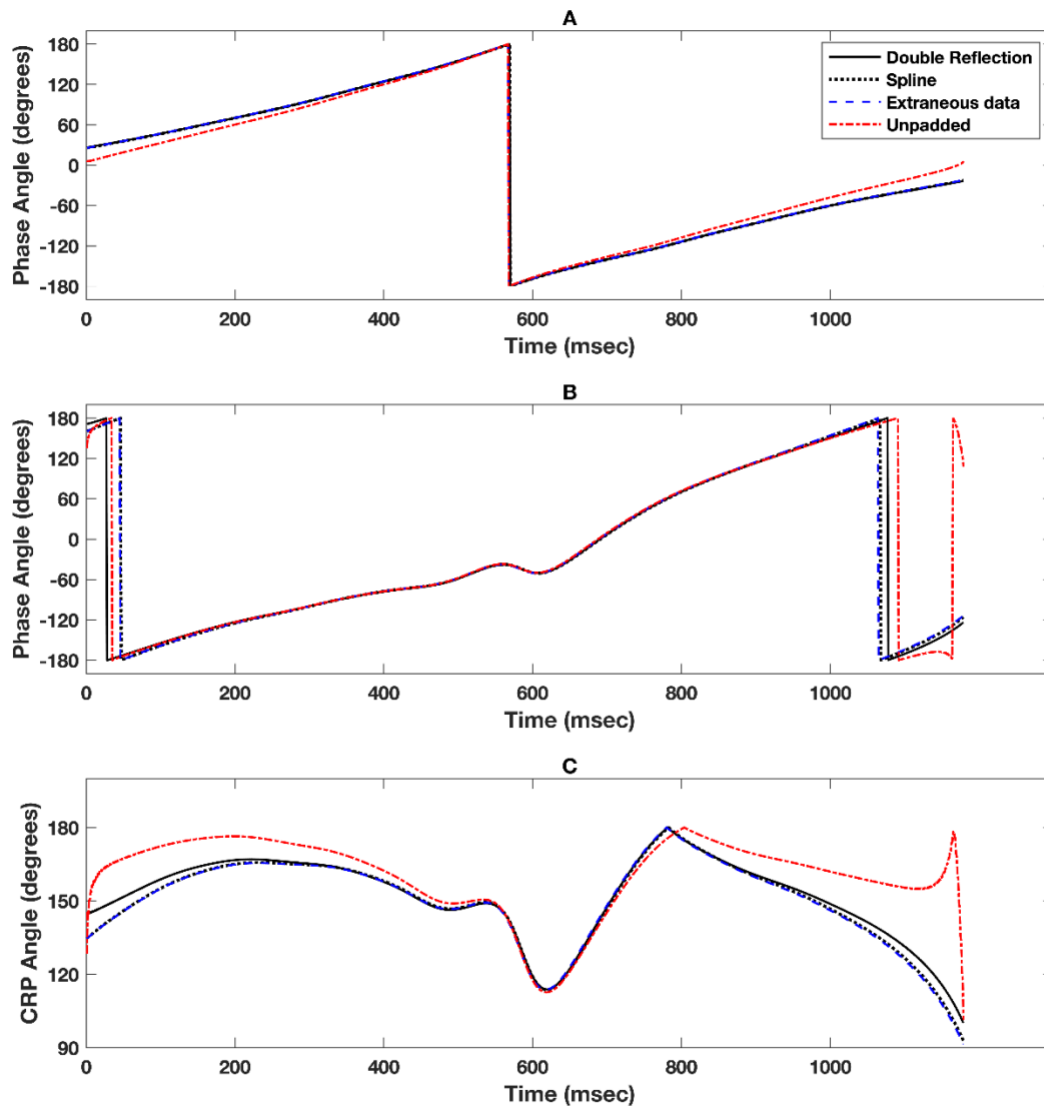 A
Phase Angle (degrees)
180
120
60
0
-60
-120
-180
Double Reflection
Spline
Extraneous data
Unpadded
0 200 400 600 800 1000
Time (msec)
B
Phase Angle (degrees)
180
120
60
0
-60
-120
-180
0 200 400 600 800 1000
Time (msec)
C
CRP Angle (degrees)
180
150
120
90
0 200 400 600 800 1000
Time (msec)